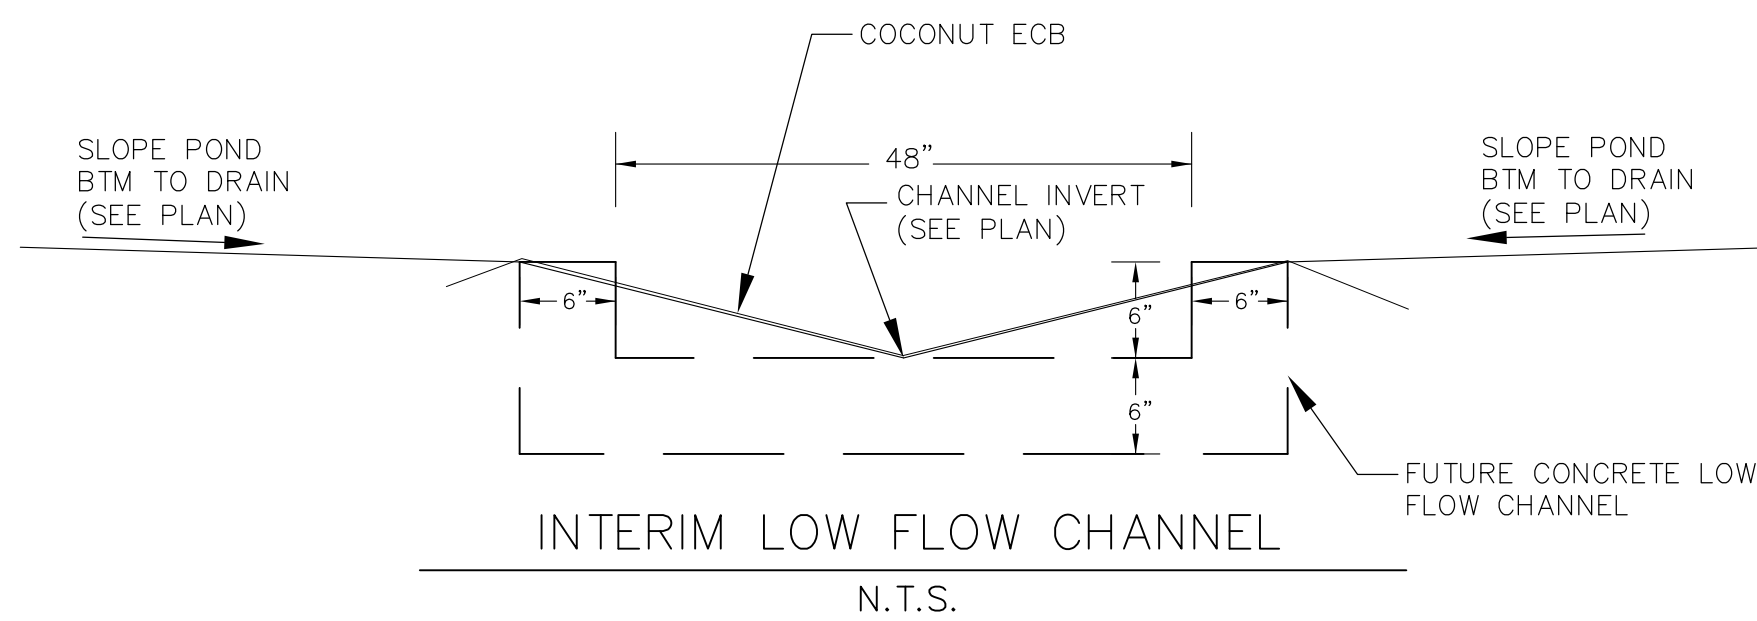 COCONUT ECB
SLOPE POND
BTM TO DRAIN
(SEE PLAN)
48”
CHANNEL INVERT
(SEE PLAN)
SLOPE POND
BTM TO DRAIN
(SEE PLAN)
6”
6”
6”
6”
FUTURE CONCRETE LOW
FLOW CHANNEL
INTERIM LOW FLOW CHANNEL
N.T.S.